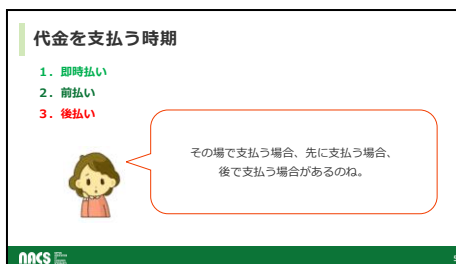 代金を支払う時期
1. 即時払い
2. 前払い
3. 後払い
その場で支払う場合、先に支払う場合、
後で支払う場合があるのね。
NACS